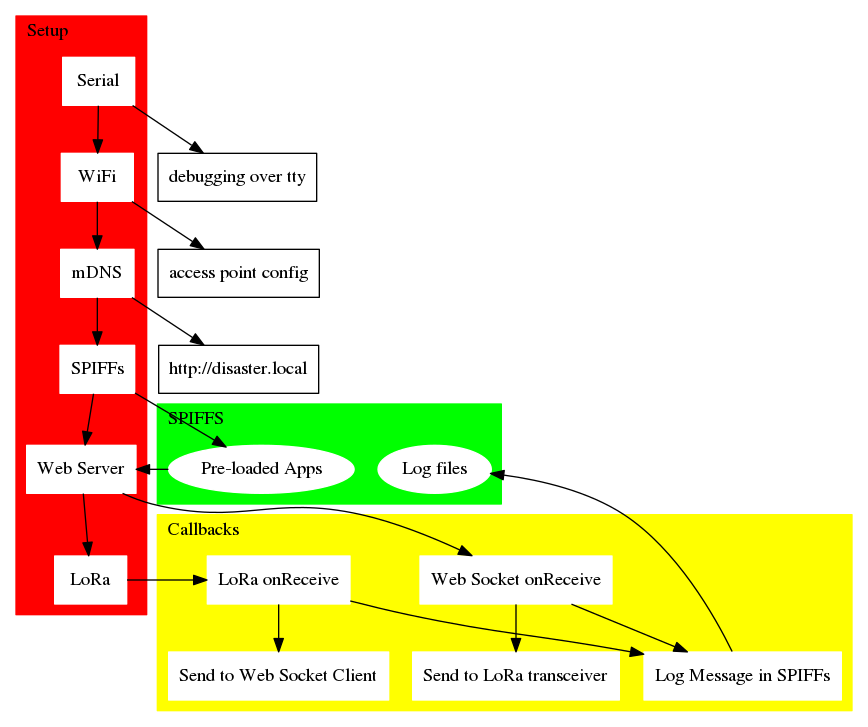 Setup
Serial
WiFi
debugging over tty
mDNS
access point config
SPIFFs
http://disaster.local
SPIFFS
Web Server
Pre-loaded Apps
Log files
Callbacks
LoRa
LoRa onReceive
Web Socket onReceive
Send to Web Socket Client
Send to LoRa transceiver
Log Message in SPIFFs